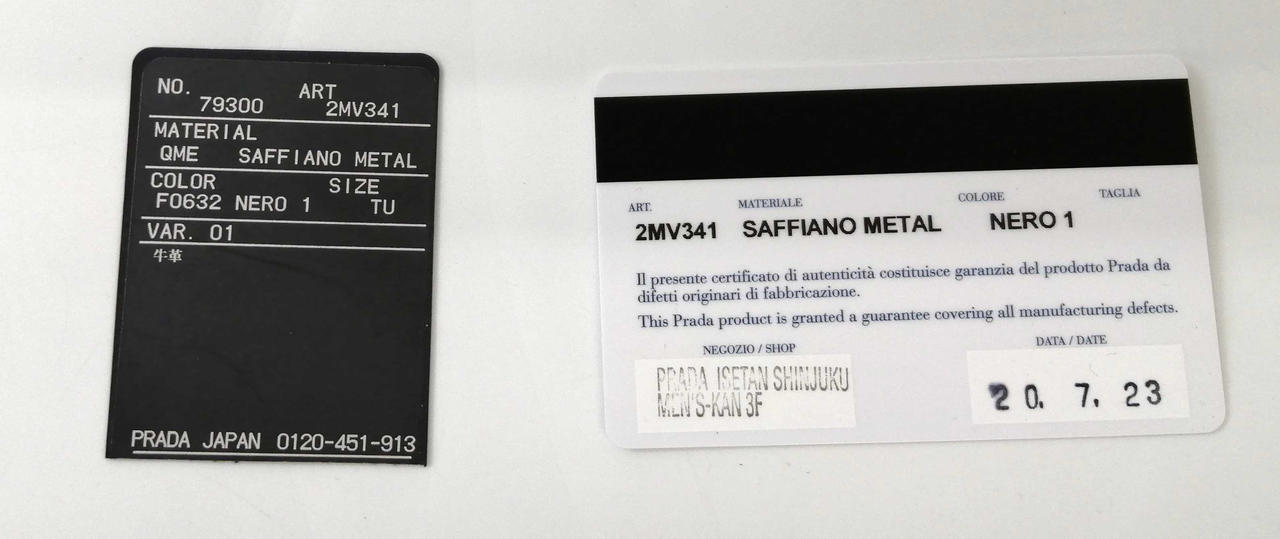 NO. ART
79300 2MV341
MATERIAL
QME SAFFIANO METAL
COLOR SIZE
F0632 NERO 1 TU
VAR. 01
牛革
PRADA JAPAN 0120-451-913
ART. MATERIALE COLORE TAGLIA
2MV341 SAFFIANO METAL NERO 1
Il presente certificato di autenticità costituisce garanzia del prodotto Prada da
difetti originari di fabbricazione.
This Prada product is granted a guarantee covering all manufacturing defects.
NEGOZIO / SHOP DATA / DATE
PRADA ISETAN SHINJUKU
MEN'S-KAN 3F
20. 7. 23